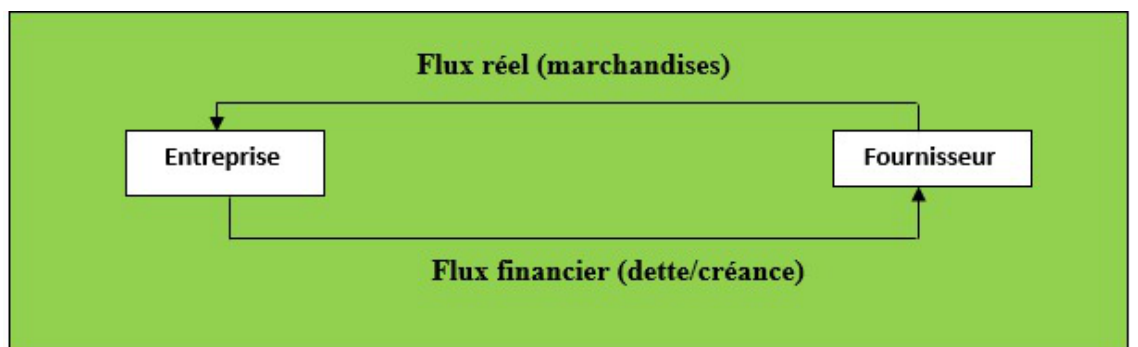 Flux réel (marchandises)
Entreprise
Fournisseur
Flux financier (dette/créance)